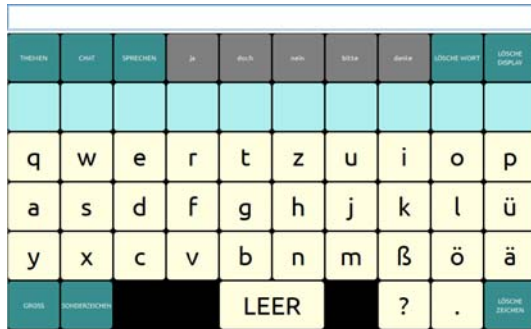 THEMEN CHAT SPRECHEN ja doch nein bitte danke LÖSCHE WORT LÖSCHE DISPLAY
q w e r t z u i o p
a s d f g h j k l ü
y x c v b n m ß ö ä
GROSS SONDERZEICHEN LEER ? . LÖSCHE ZEICHEN